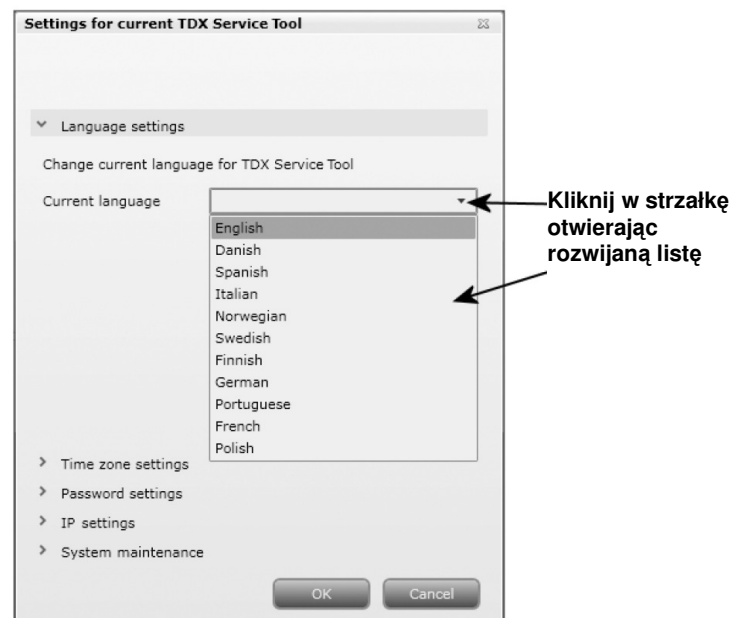 Settings for current TDX Service Tool
Language settings
Change current language for TDX Service Tool
Current language
Kliknij w strzałkę
otwierając
rozwijaną listę
English
Danish
Spanish
Italian
Norwegian
Swedish
Finnish
German
Portuguese
French
Polish
Time zone settings
Password settings
IP settings
System maintenance
OK
Cancel